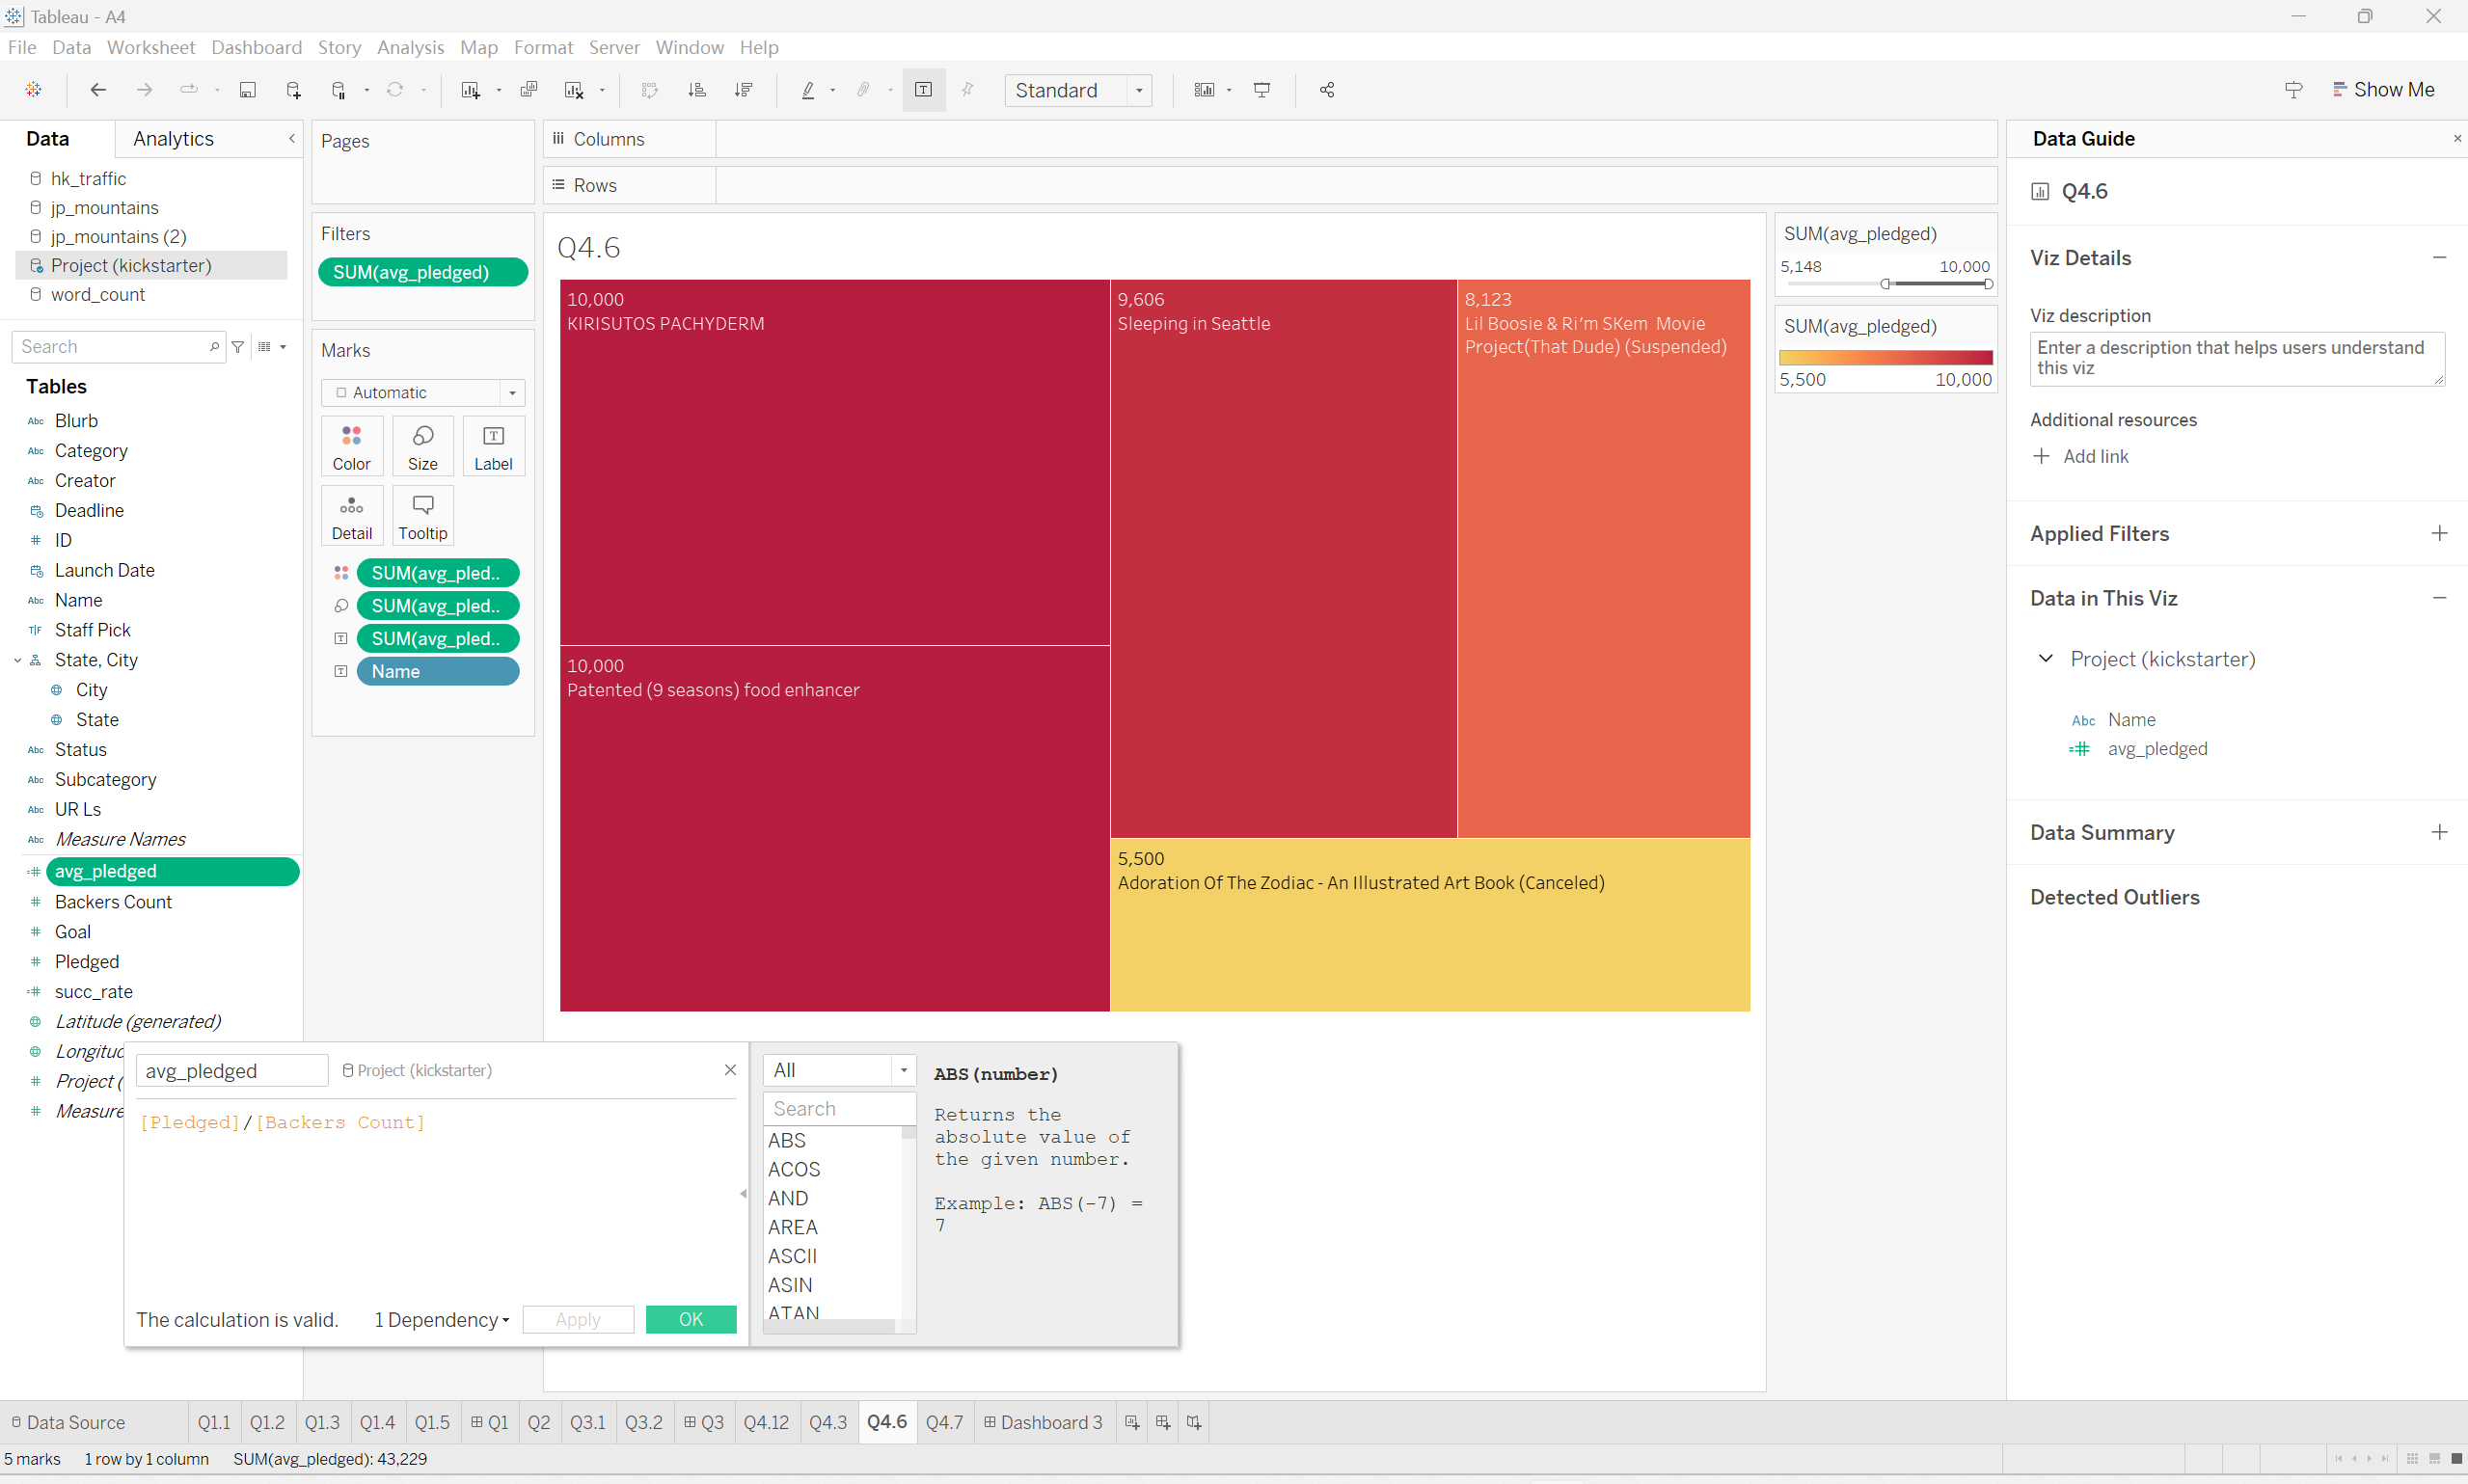 Tableau - A4
File Data Worksheet Dashboard Story Analysis Map Format Server Window Help
Standard
Show Me
Data
Analytics
hk_traffic
jp_mountains
jp_mountains (2)
Project (kickstarter)
word_count
Search
Tables
Abc Blurb
Abc Category
Abc Creator
Deadline
# ID
Launch Date
Abc Name
T|F Staff Pick
State, City
City
State
Abc Status
Abc Subcategory
Abc UR Ls
Abc Measure Names
=# avg_pledged
# Backers Count
# Goal
# Pledged
=# succ_rate
Latitude (generated)
Longituc
# Project (
# Measure
Pages
Filters
SUM(avg_pledged)
Marks
Automatic
Color
Size
Label
Detail
Tooltip
SUM(avg_pled..
SUM(avg_pled..
SUM(avg_pled..
Name
Columns
Rows
Q4.6
10,000
KIRISUTOS PACHYDERM
10,000
Patented (9 seasons) food enhancer
9,606
Sleeping in Seattle
8,123
Lil Boosie & Ri'm SKem Movie
Project(That Dude) (Suspended)
5,500
Adoration Of The Zodiac - An Illustrated Art Book (Canceled)
SUM(avg_pledged)
5,148 10,000
SUM(avg_pledged)
5,500 10,000
Data Guide
Q4.6
Viz Details
Viz description
Enter a description that helps users understand
this viz
Additional resources
Add link
Applied Filters
Data in This Viz
Project (kickstarter)
Abc Name
=# avg_pledged
Data Summary
Detected Outliers
avg_pledged
Project (kickstarter)
[Pledged]/[Backers Count]
The calculation is valid.
1 Dependency
Apply
OK
All
Search
ABS
ACOS
AND
AREA
ASCII
ASIN
ATAN
ABS(number)
Returns the
absolute value of
the given number.
Example: ABS(-7) =
7
Data Source Q1.1 Q1.2 Q1.3 Q1.4 Q1.5 Q1 Q2 Q3.1 Q3.2 Q3 Q4.12 Q4.3 Q4.6 Q4.7 Dashboard 3
5 marks 1 row by 1 column SUM(avg_pledged): 43,229